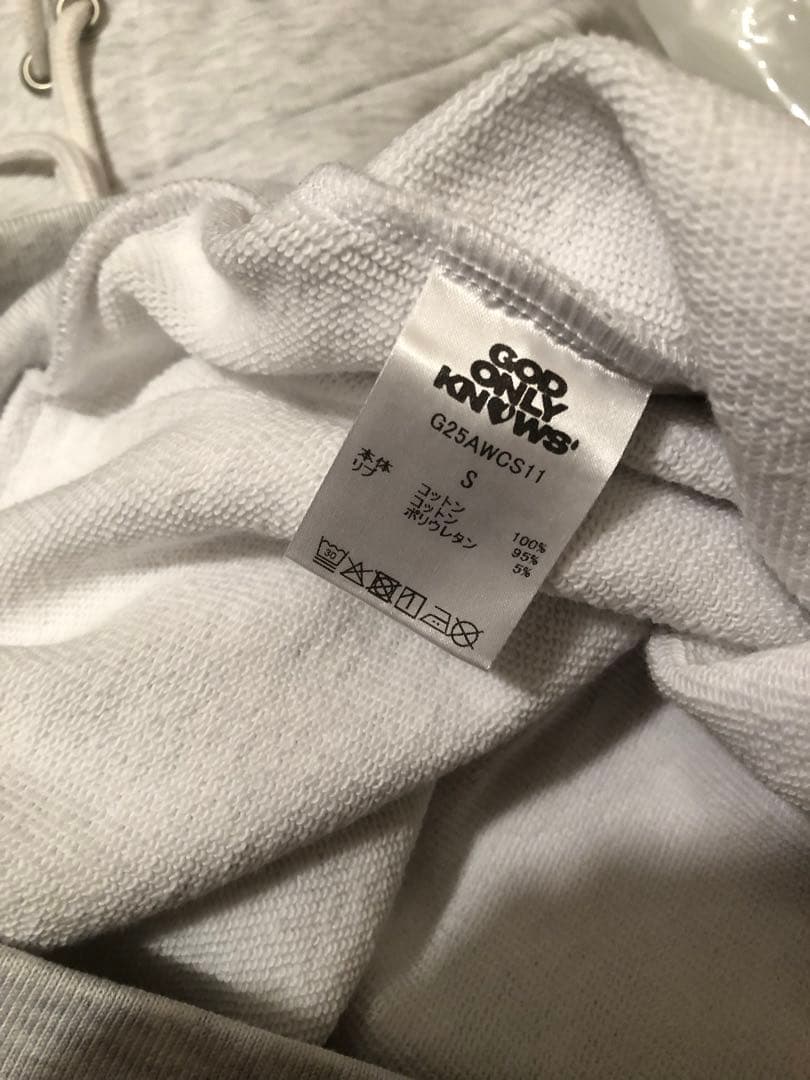 GOD
ONLY
KNOWS
G25AWCS11
S
本体 コットン 100%
リブ コットン 95%
ポリウレタン 5%
30